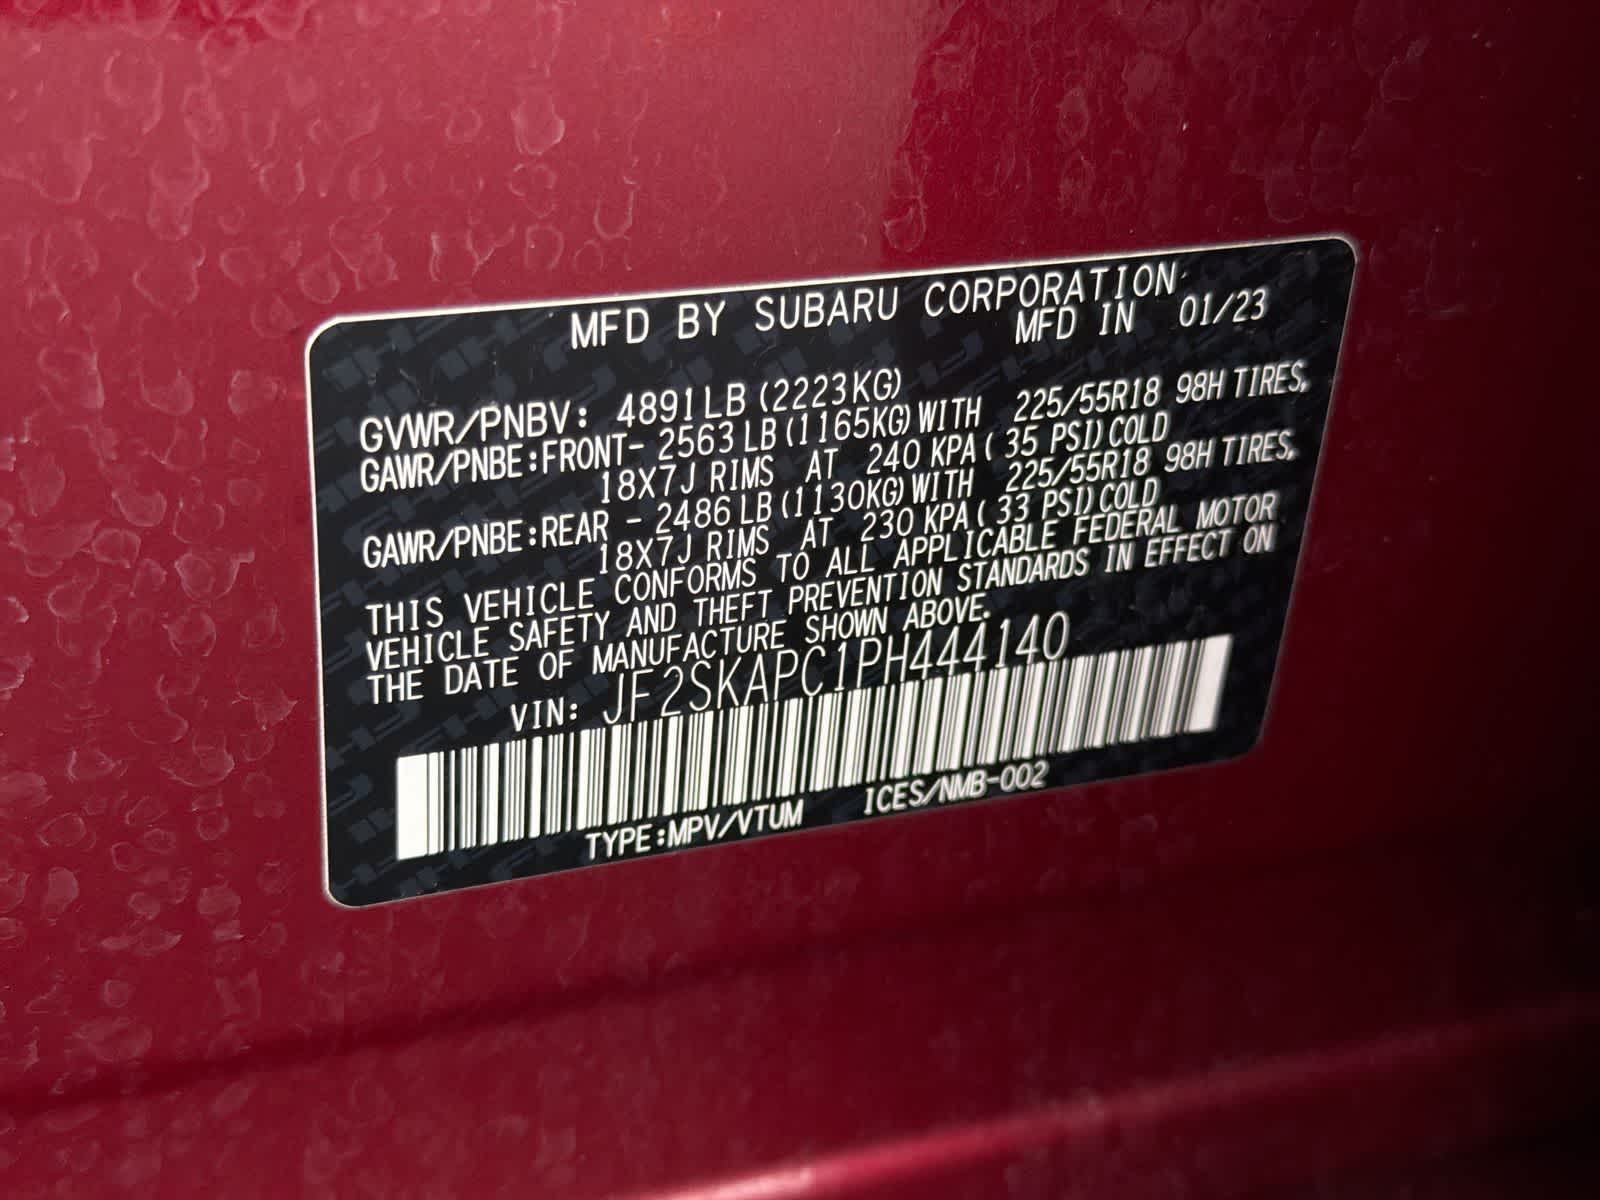 MFD BY SUBARU CORPORATION
MFD IN 01/23
GVWR/PNBV: 4891LB (2223KG)
GAWR/PNBE:FRONT- 2563 LB (1165KG) WITH 225/55R18 98H TIRES,
18X7J RIMS AT 240 KPA ( 35 PSI) COLD
GAWR/PNBE:REAR - 2486 LB (1130KG) WITH 225/55R18 98H TIRES,
18X7J RIMS AT 230 KPA ( 33 PSI) COLD
THIS VEHICLE CONFORMS TO ALL APPLICABLE FEDERAL MOTOR
VEHICLE SAFETY AND THEFT PREVENTION STANDARDS IN EFFECT ON
THE DATE OF MANUFACTURE SHOWN ABOVE.
VIN: JF2SKAPC1PH444140
TYPE:MPV/VTUM ICES/NMB-002